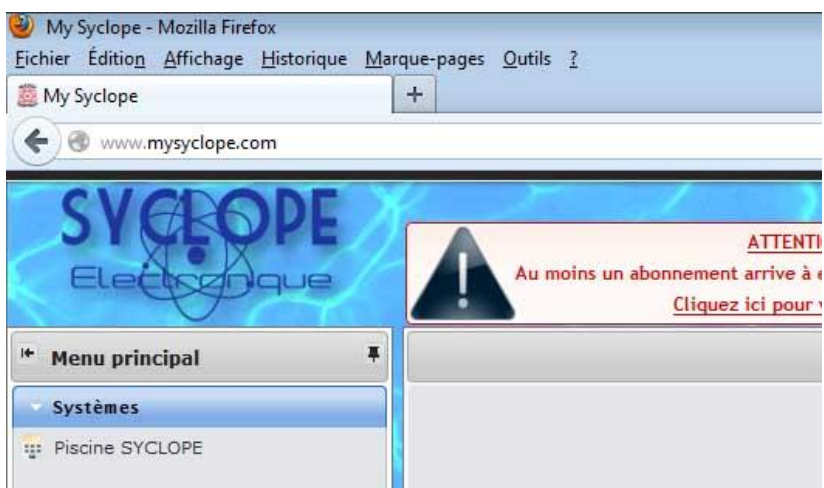 My Syclope - Mozilla Firefox
Fichier Édition Affichage Historique Marque-pages Outils ?
My Syclope +
www.mysyclope.com
SYCLOPE
Electronique
ATTENTI
Au moins un abonnement arrive à e
Cliquez ici pour v
Menu principal
Systèmes
Piscine SYCLOPE